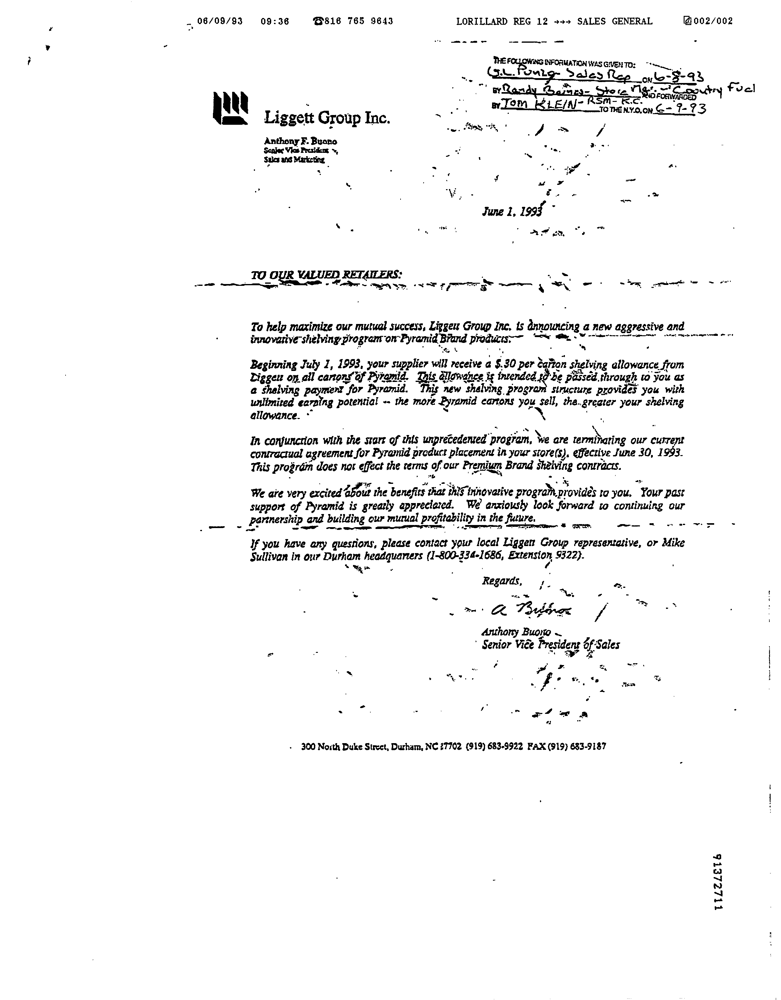 06/09/93 09:36 ☎816 765 9643 LORILLARD REG 12 →→→ SALES GENERAL 002/002
THE FOLLOWING INFORMATION WAS GIVEN TO:
Sales Rep ON 6-8-93
BY Randy - Store Mgr. - Country Fuel
AND FORWARDED
BY TOM KLEIN - RSM - K.C. TO THE N.Y.O. ON 6-9-93
Liggett Group Inc.
Anthony F. Buono
Senior Vice President
Sales and Marketing
June 1, 1993
TO OUR VALUED RETAILERS:
To help maximize our mutual success, Liggett Group Inc. is announcing a new aggressive and
innovative shelving program on Pyramid Brand products.
Beginning July 1, 1993, your supplier will receive a $.30 per carton shelving allowance from
Liggett on all cartons of Pyramid. This allowance is intended to be passed through to you as
a shelving payment for Pyramid. This new shelving program structure provides you with
unlimited earning potential -- the more Pyramid cartons you sell, the greater your shelving
allowance.
In conjunction with the start of this unprecedented program, we are terminating our current
contractual agreement for Pyramid product placement in your store(s), effective June 30, 1993.
This program does not effect the terms of our Premium Brand shelving contracts.
We are very excited about the benefits that this innovative program provides to you. Your past
support of Pyramid is greatly appreciated. We anxiously look forward to continuing our
partnership and building our mutual profitability in the future.
If you have any questions, please contact your local Liggett Group representative, or Mike
Sullivan in our Durham headquarters (1-800-334-1686, Extension 9322).
Regards,
A Buono
Anthony Buono
Senior Vice President of Sales
300 North Duke Street, Durham, NC 27702 (919) 683-9922 FAX (919) 683-9187
91372711